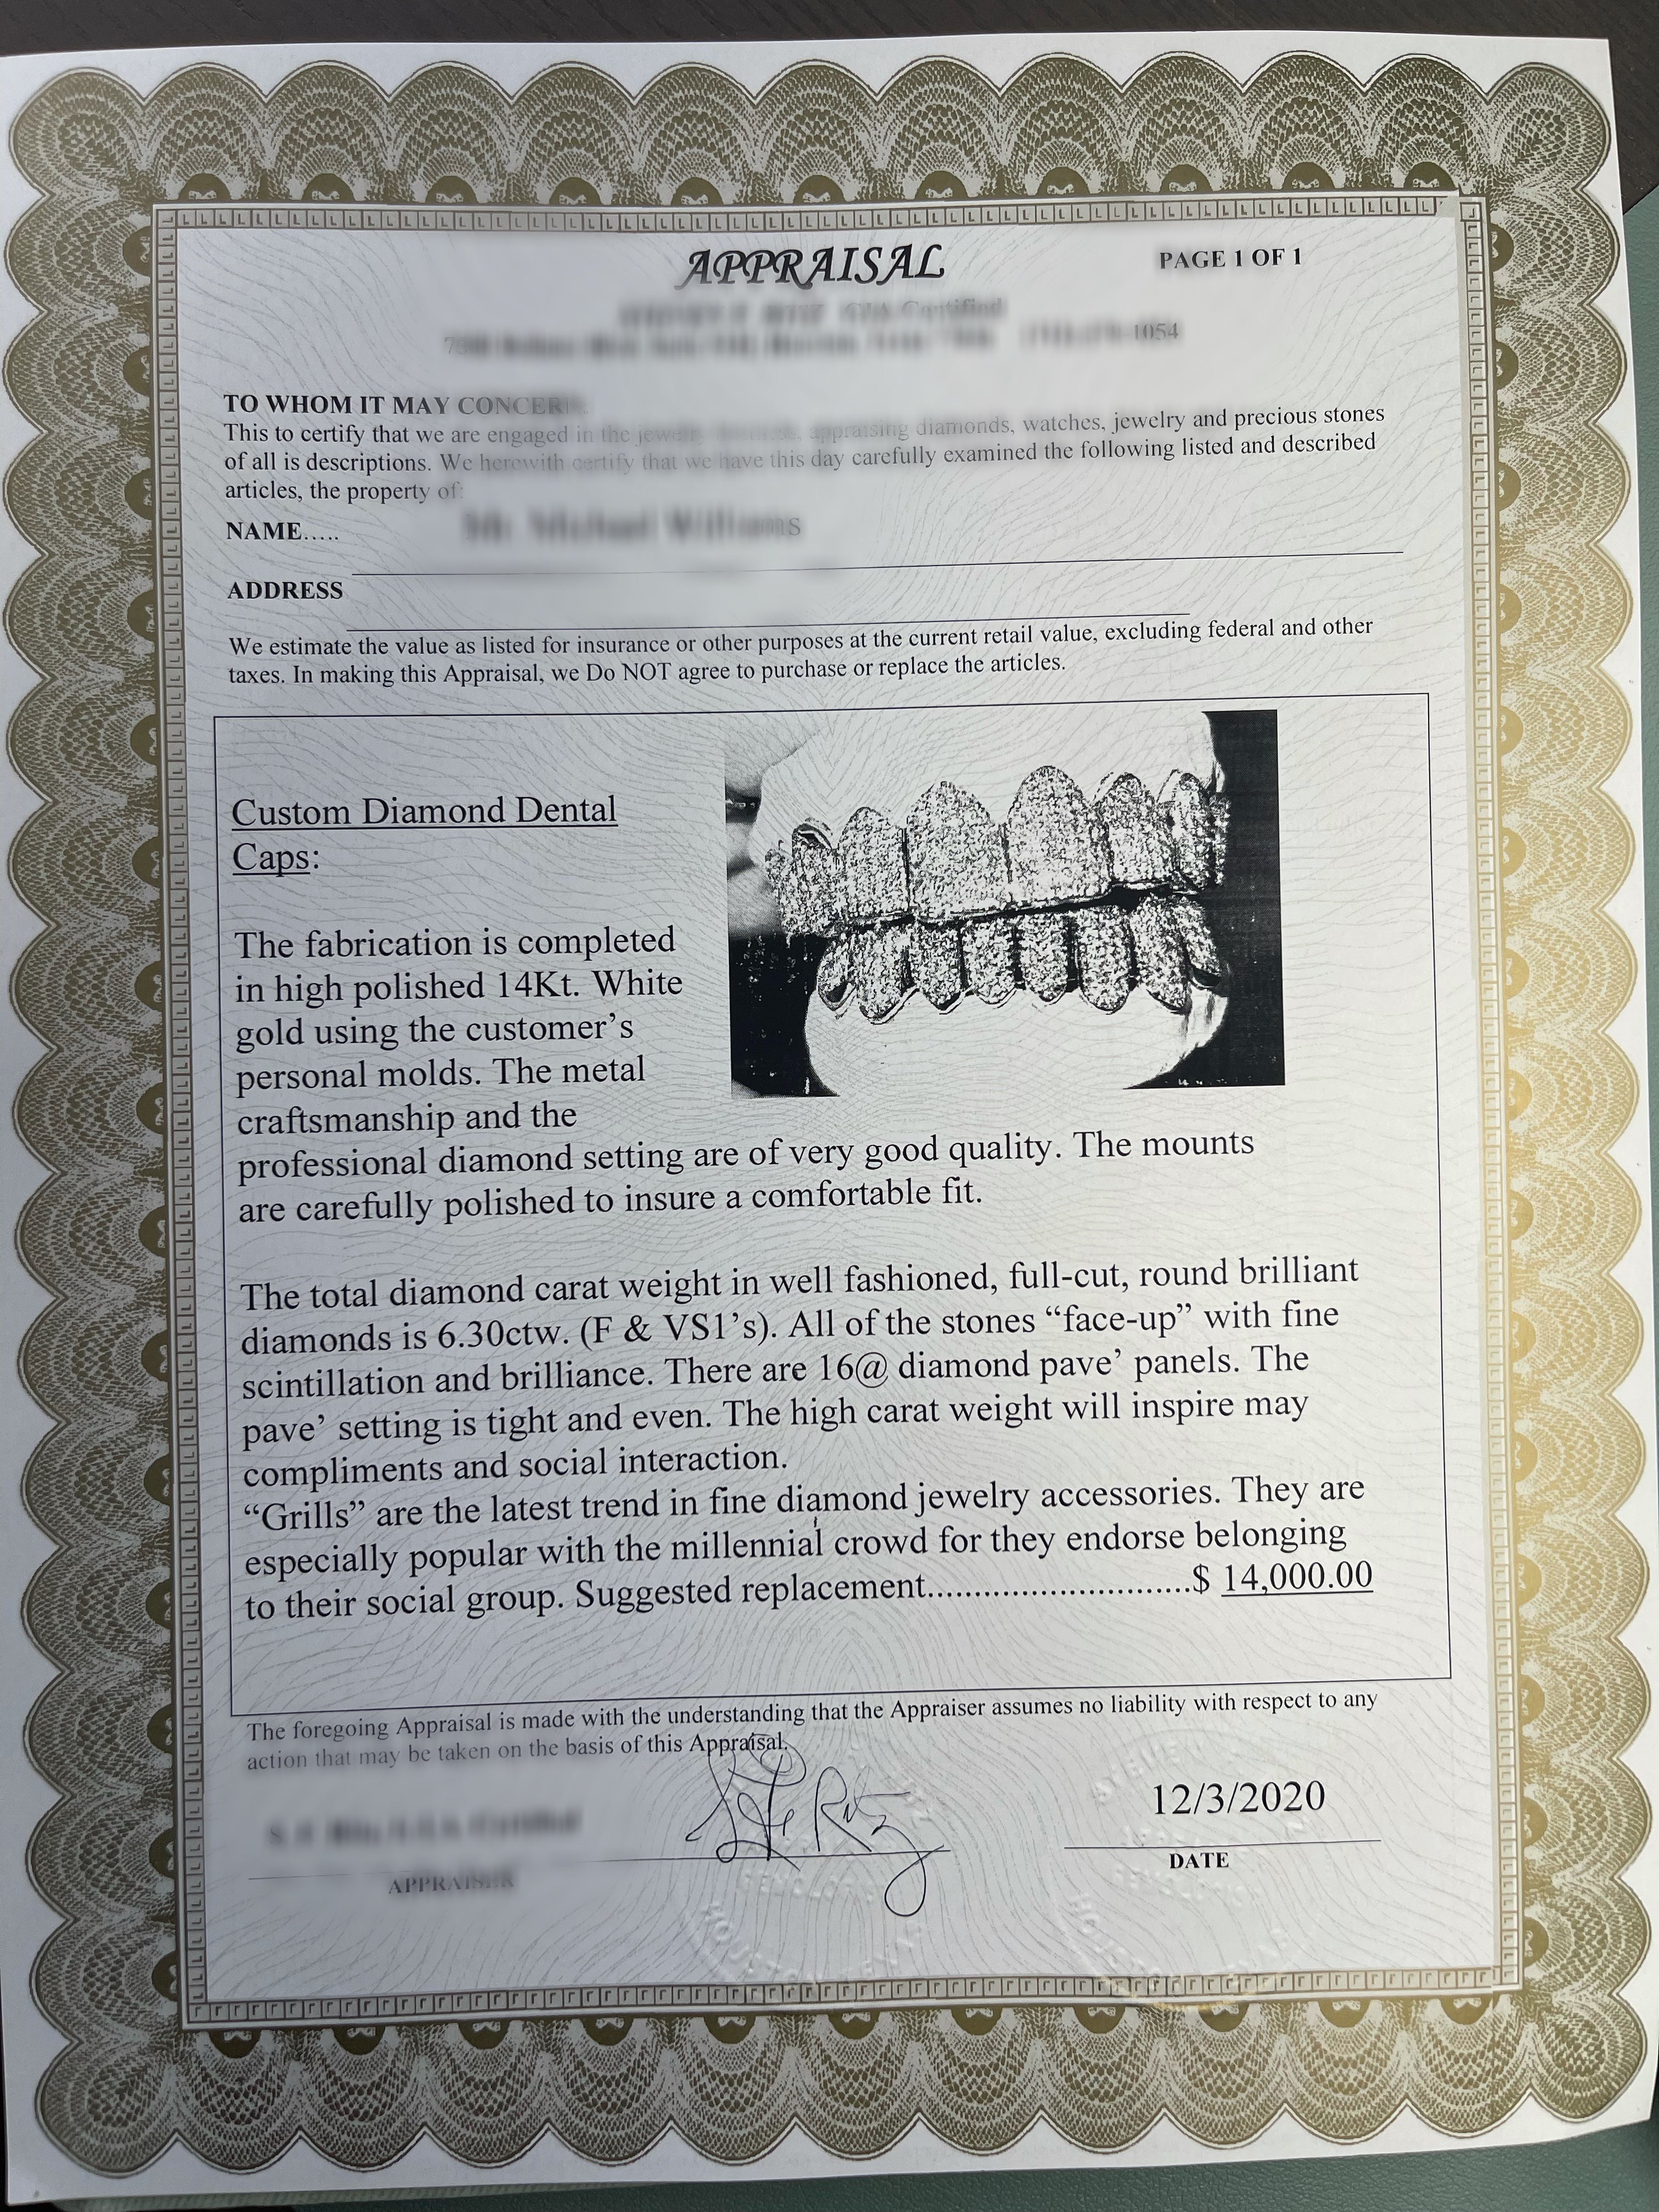 APPRAISAL
PAGE 1 OF 1
GIA Certified
1054
TO WHOM IT MAY CONCERN
This to certify that we are engaged in the jewelry appraising diamonds, watches, jewelry and precious stones
of all is descriptions. We herewith certify that we have this day carefully examined the following listed and described
articles, the property of:
NAME.....
ADDRESS
We estimate the value as listed for insurance or other purposes at the current retail value, excluding federal and other
taxes. In making this Appraisal, we Do NOT agree to purchase or replace the articles.
Custom Diamond Dental
Caps:
The fabrication is completed
in high polished 14Kt. White
gold using the customer's
personal molds. The metal
craftsmanship and the
professional diamond setting are of very good quality. The mounts
are carefully polished to insure a comfortable fit.
The total diamond carat weight in well fashioned, full-cut, round brilliant
diamonds is 6.30ctw. (F & VS1's). All of the stones “face-up” with fine
scintillation and brilliance. There are 16@ diamond pave' panels. The
pave' setting is tight and even. The high carat weight will inspire may
compliments and social interaction.
“Grills” are the latest trend in fine diamond jewelry accessories. They are
especially popular with the millennial crowd for they endorse belonging
to their social group. Suggested replacement............................$ 14,000.00
The foregoing Appraisal is made with the understanding that the Appraiser assumes no liability with respect to any
action that may be taken on the basis of this Appraisal.
12/3/2020
APPRAISER
DATE